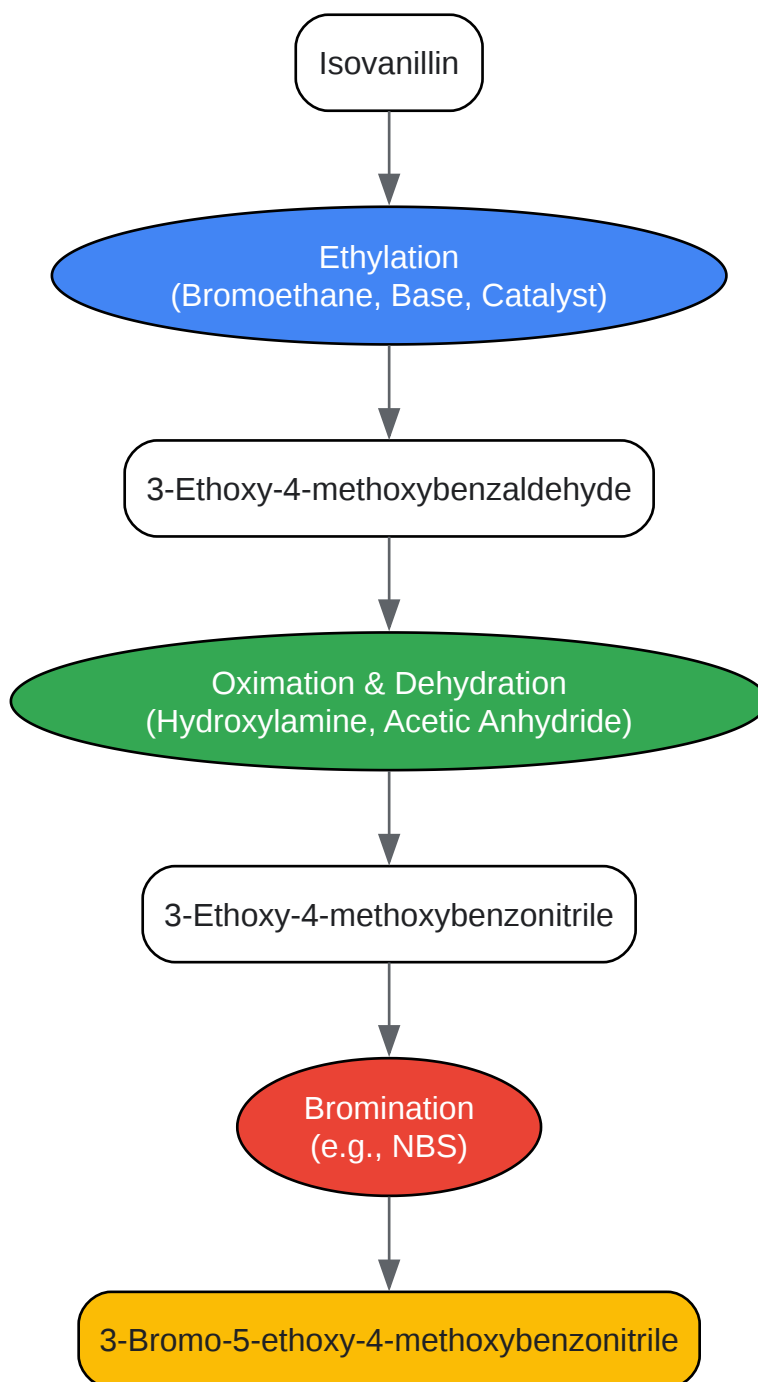 Isovanillin
Ethylation
(Bromoethane, Base, Catalyst)
3-Ethoxy-4-methoxybenzaldehyde
Oximation & Dehydration
(Hydroxylamine, Acetic Anhydride)
3-Ethoxy-4-methoxybenzonitrile
Bromination
(e.g., NBS)
3-Bromo-5-ethoxy-4-methoxybenzonitrile